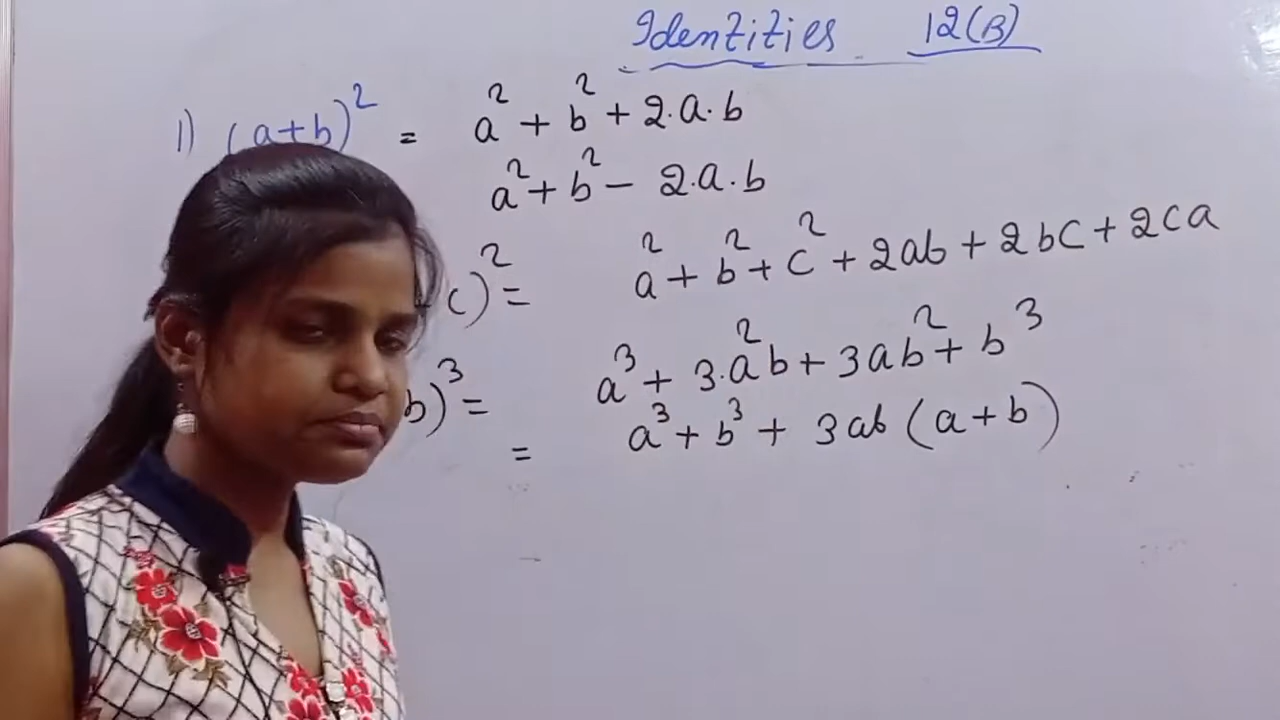 Identities 12(B)
1) (a+b)² = a² + b² + 2.a.b
a² + b² - 2.a.b
c)² = a² + b² + c² + 2ab + 2bc + 2ca
b)³ = a³ + 3.a²b + 3ab² + b³
= a³ + b³ + 3ab (a+b)